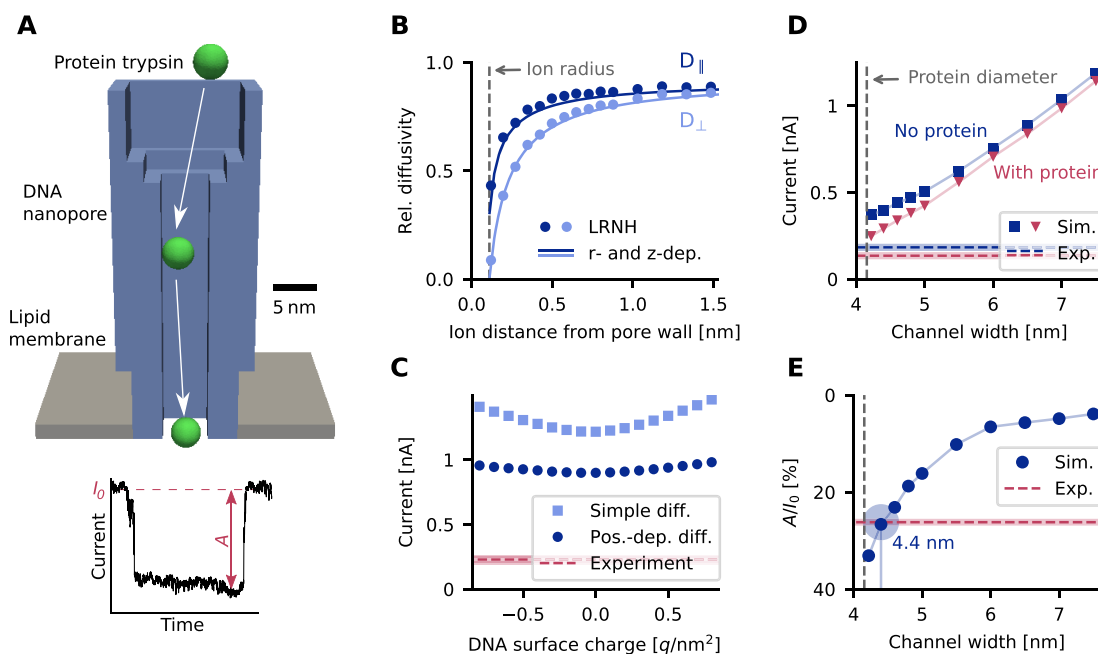 A
Protein trypsin
DNA
nanopore
5 nm
Lipid
membrane
I₀
Current
A
Time
B
1.0
0.5
0.0
Rel. diffusivity
Ion radius
D∥
D⊥
LRNH
r- and z-dep.
0.0 0.5 1.0 1.5
Ion distance from pore wall [nm]
C
1
0.5
0
Current [nA]
Simple diff.
Pos.-dep. diff.
Experiment
−0.5 0.0 0.5
DNA surface charge [q/nm²]
D
1
0.5
0
Current [nA]
Protein diameter
No protein
With protein
Sim.
Exp.
4 5 6 7
Channel width [nm]
E
0
20
40
A/I₀ [%]
Sim.
Exp.
4.4 nm
4 5 6 7
Channel width [nm]